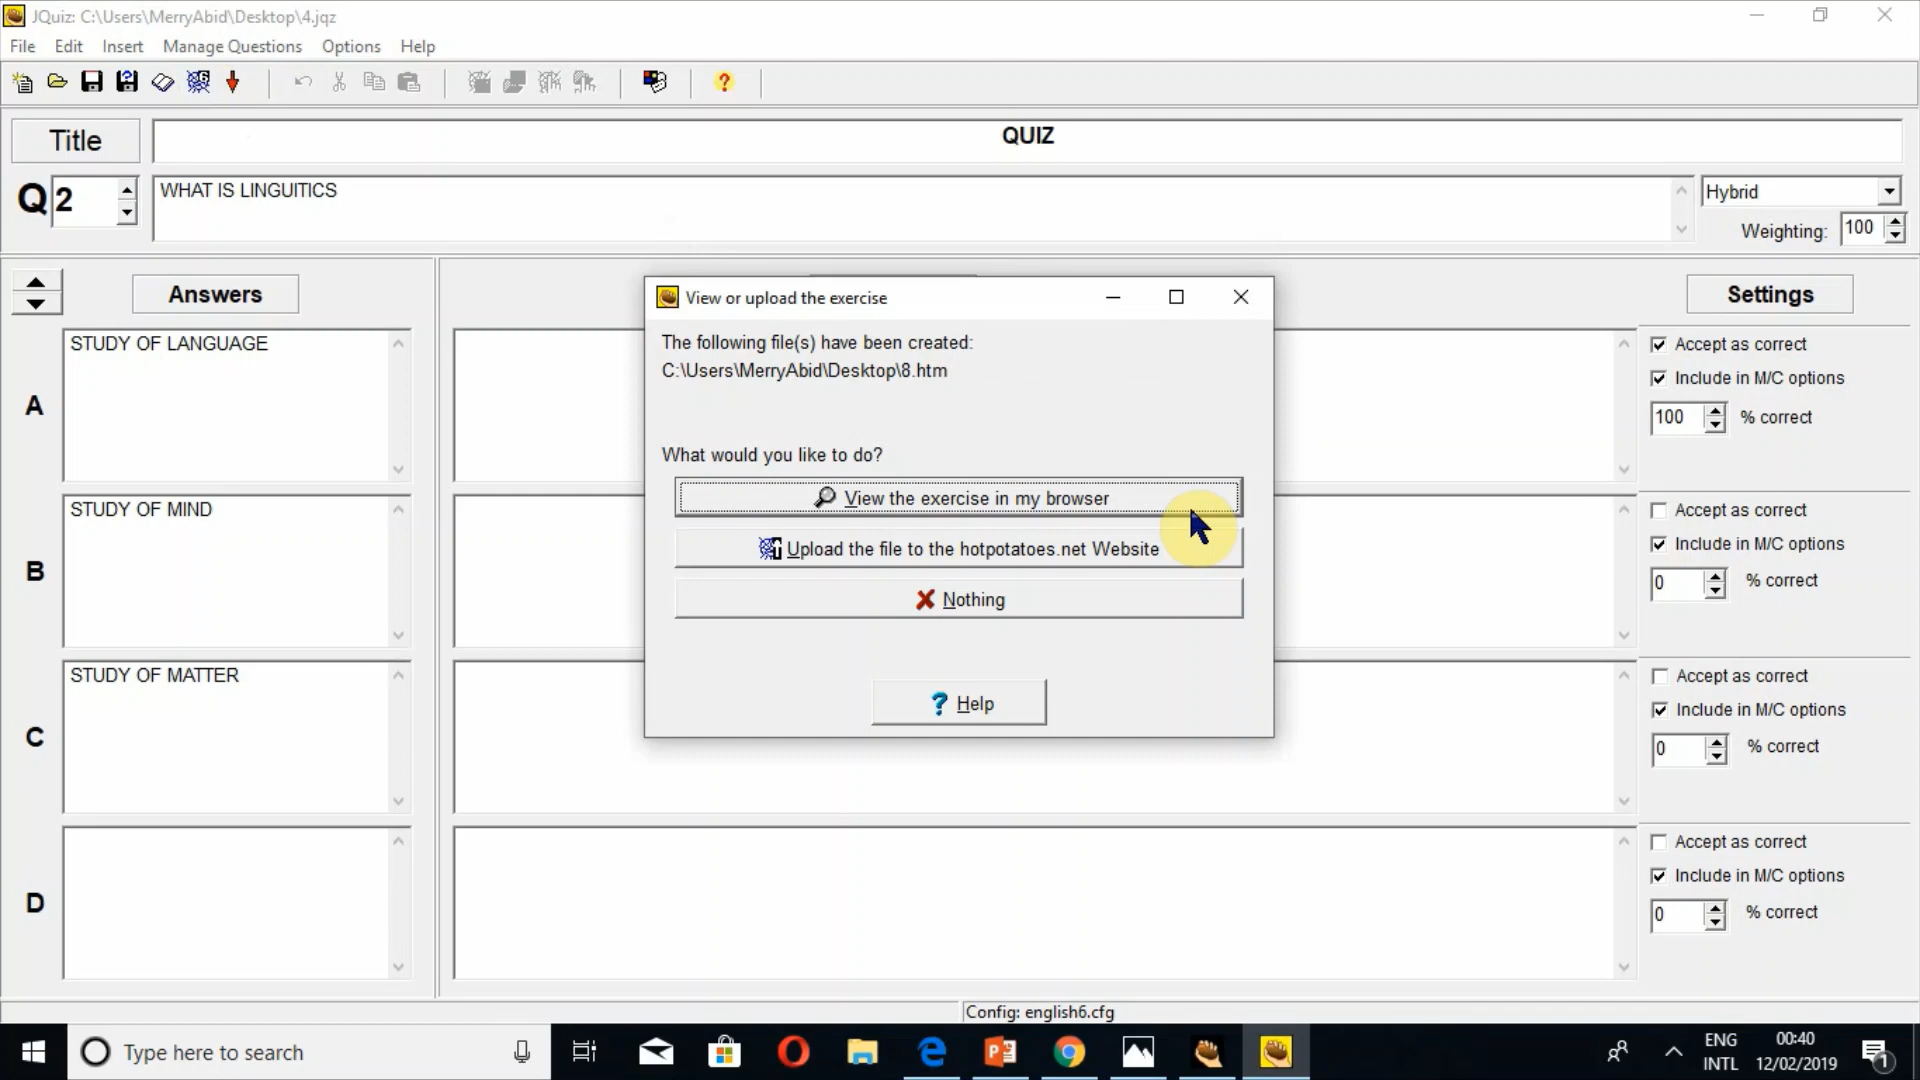 JQuiz: C:\Users\MerryAbid\Desktop\4.jqz
File Edit Insert Manage Questions Options Help
Title
QUIZ
Q 2
WHAT IS LINGUITICS
Hybrid
Weighting: 100
Answers
Settings
A
STUDY OF LANGUAGE
Accept as correct
Include in M/C options
100 % correct
B
STUDY OF MIND
Accept as correct
Include in M/C options
0 % correct
C
STUDY OF MATTER
Accept as correct
Include in M/C options
0 % correct
D
Accept as correct
Include in M/C options
0 % correct
View or upload the exercise
The following file(s) have been created:
C:\Users\MerryAbid\Desktop\8.htm
What would you like to do?
View the exercise in my browser
Upload the file to the hotpotatoes.net Website
Nothing
? Help
Config: english6.cfg
Type here to search
ENG
INTL
00:40
12/02/2019
1